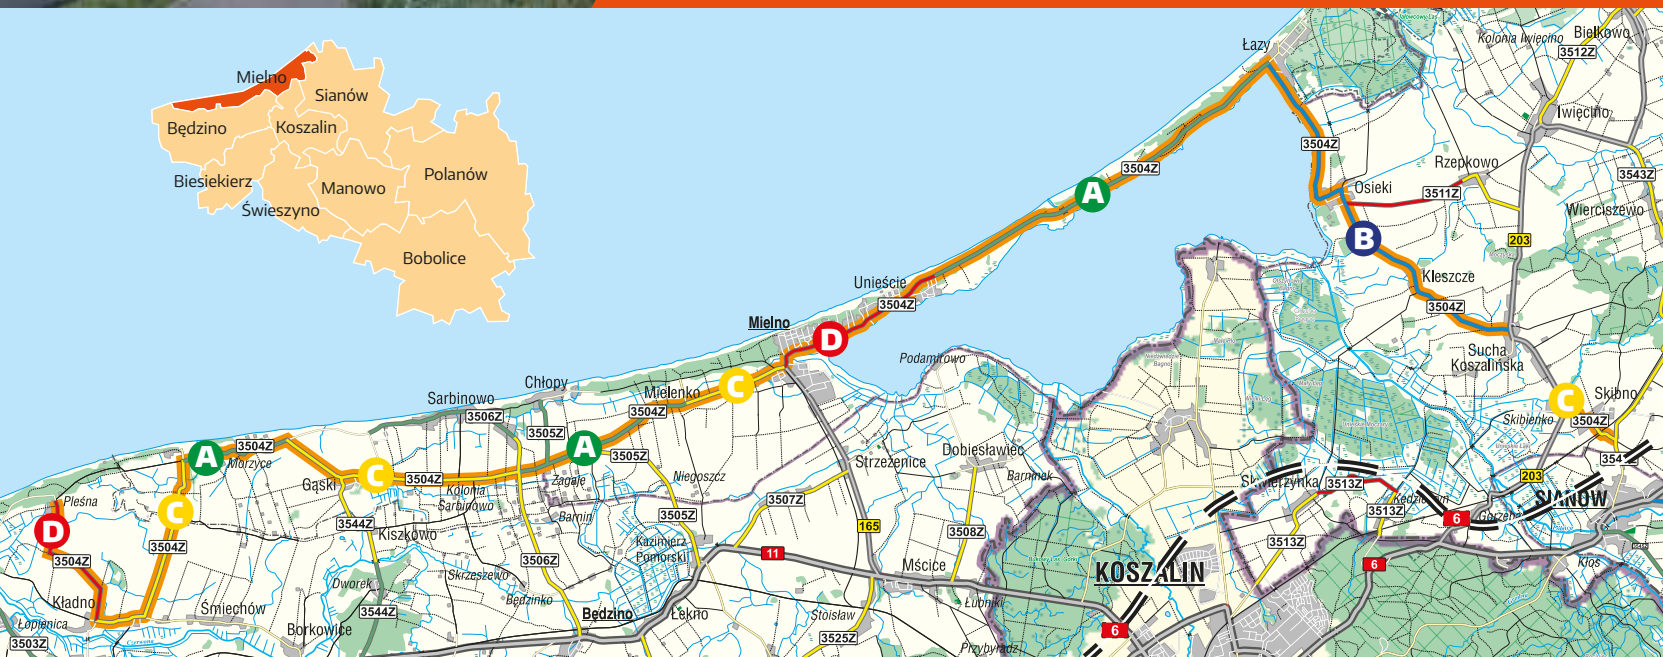 Mielno
Sianów
Będzino
Koszalin
Biesiekierz
Manowo
Polanów
Świeszyno
Bobolice
Łazy
Kolonia Iwięcino
Bielkowo
3512Z
Iwięcino
3504Z
3504Z
Rzepkowo
3543Z
Osieki
3511Z
Wierciszewo
A
B
203
Kleszcze
3504Z
Unieście
3504Z
Mielno
D
Sucha
Koszalińska
Podamirowo
Chłopy
Mielenko
C
Sarbinowo
3506Z
3504Z
C
Skibno
Skibienko
3504Z
3505Z
A
3505Z
A
3504Z
Morzyce
Gąski
C
3504Z
Kolonia
Sarbinowo
Zagaje
Niegoszcz
Strzeżenice
Dobiesławiec
Barninek
203
SIANÓW
3513Z
3513Z
6
Pleśna
D
C
3504Z
3504Z
3544Z
Kiszkowo
Barnin
3505Z
3507Z
165
3508Z
3513Z
6
Kłos
Kazimierz
Pomorski
3506Z
11
KOSZALIN
Mścice
Skrzeszewo
Dworek
Będzinko
Kładno
Śmiechów
3544Z
Będzino
Łekno
Stoisław
Łubniki
Łopienica
Borkowice
3503Z
3525Z
6
Przybyradz